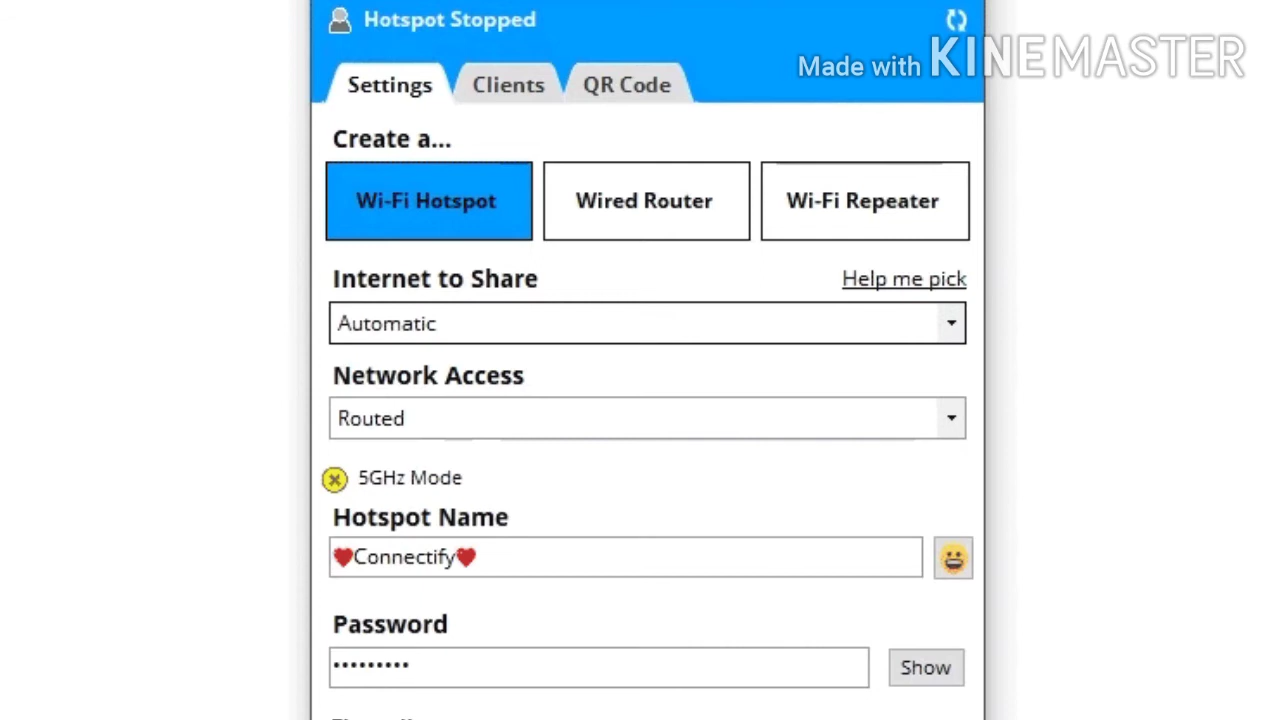 Hotspot Stopped
Made with KINEMASTER
Settings Clients QR Code
Create a...
Wi-Fi Hotspot Wired Router Wi-Fi Repeater
Internet to Share Help me pick
Automatic
Network Access
Routed
5GHz Mode
Hotspot Name
♥Connectify♥
Password
•••••••••
Show